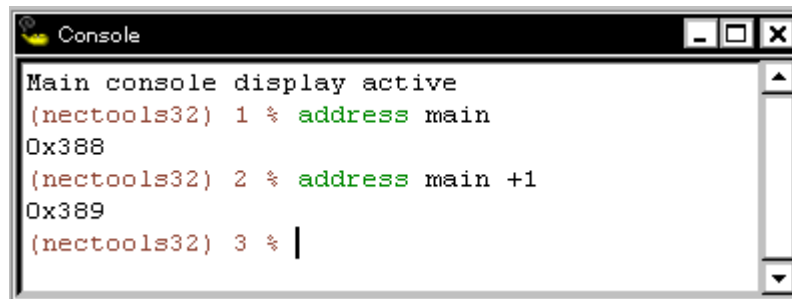 Console
Main console display active
(nectools32) 1 % address main
0x388
(nectools32) 2 % address main +1
0x389
(nectools32) 3 %